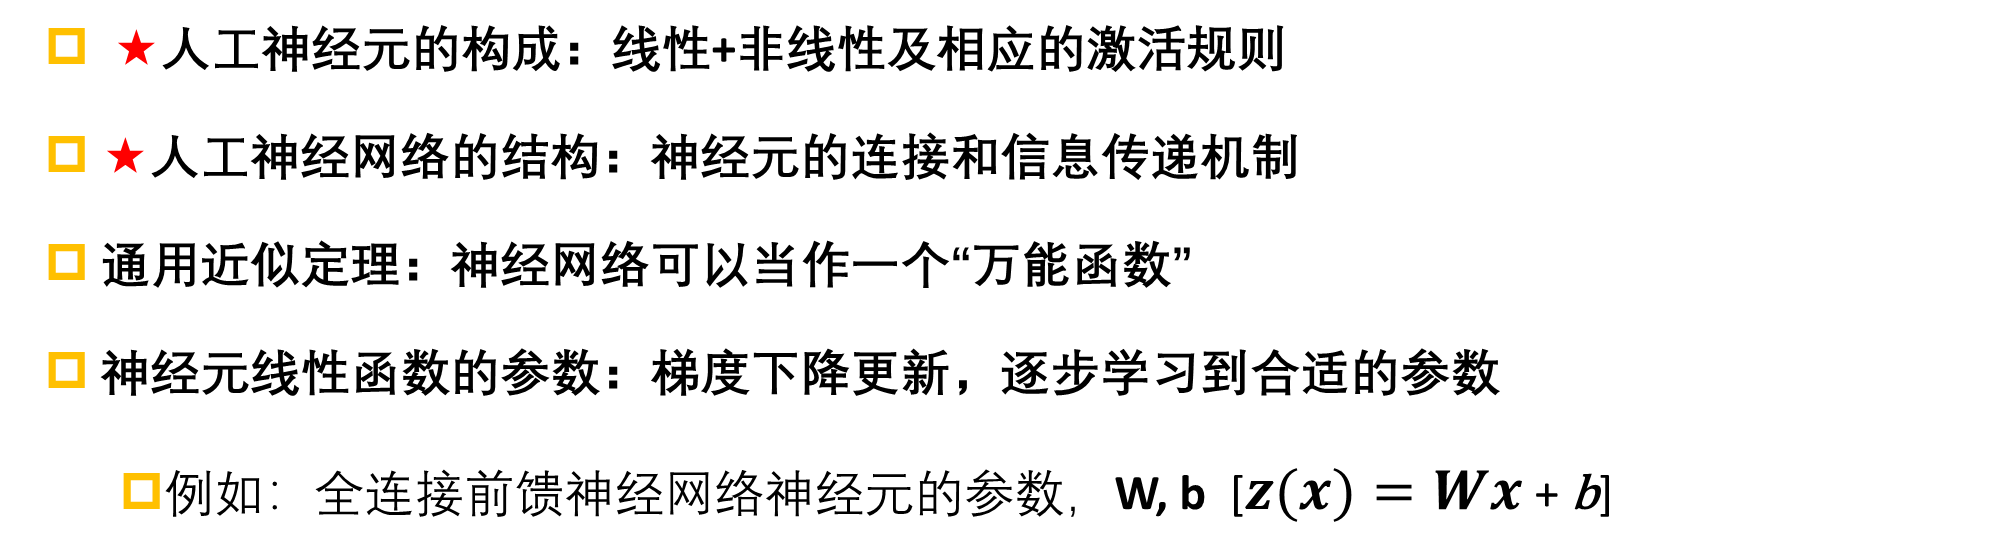 ★人工神经元的构成：线性+非线性及相应的激活规则
★人工神经网络的结构：神经元的连接和信息传递机制
通用近似定理：神经网络可以当作一个“万能函数”
神经元线性函数的参数：梯度下降更新，逐步学习到合适的参数
例如：全连接前馈神经网络神经元的参数，W, b [z(x) = Wx + b]